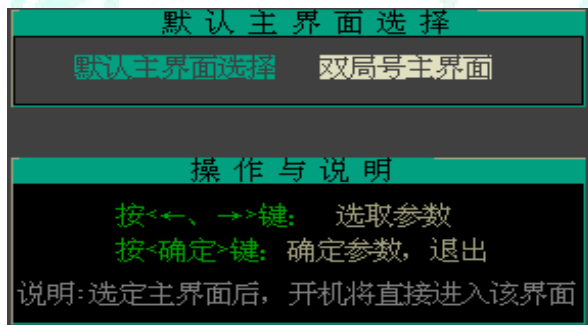 默认主界面选择
默认主界面选择 双局号主界面
操作与说明
按<←、→>键： 选取参数
按<确定>键：确定参数，退出
说明：选定主界面后，开机将直接进入该界面